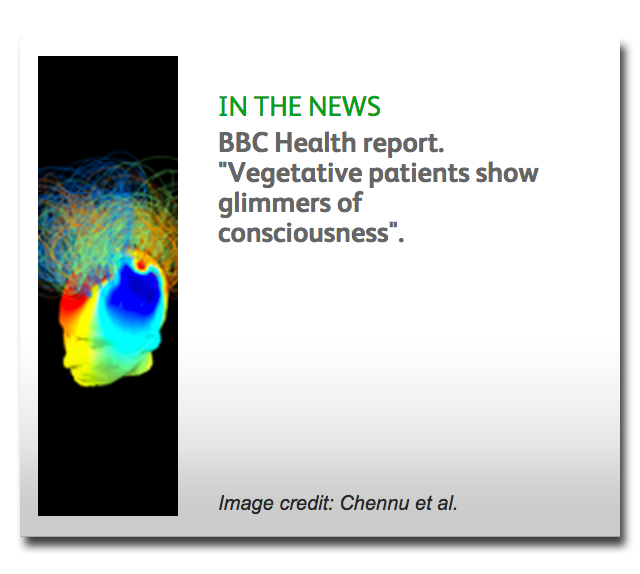 IN THE NEWS
BBC Health report.
"Vegetative patients show
glimmers of
consciousness".
Image credit: Chennu et al.